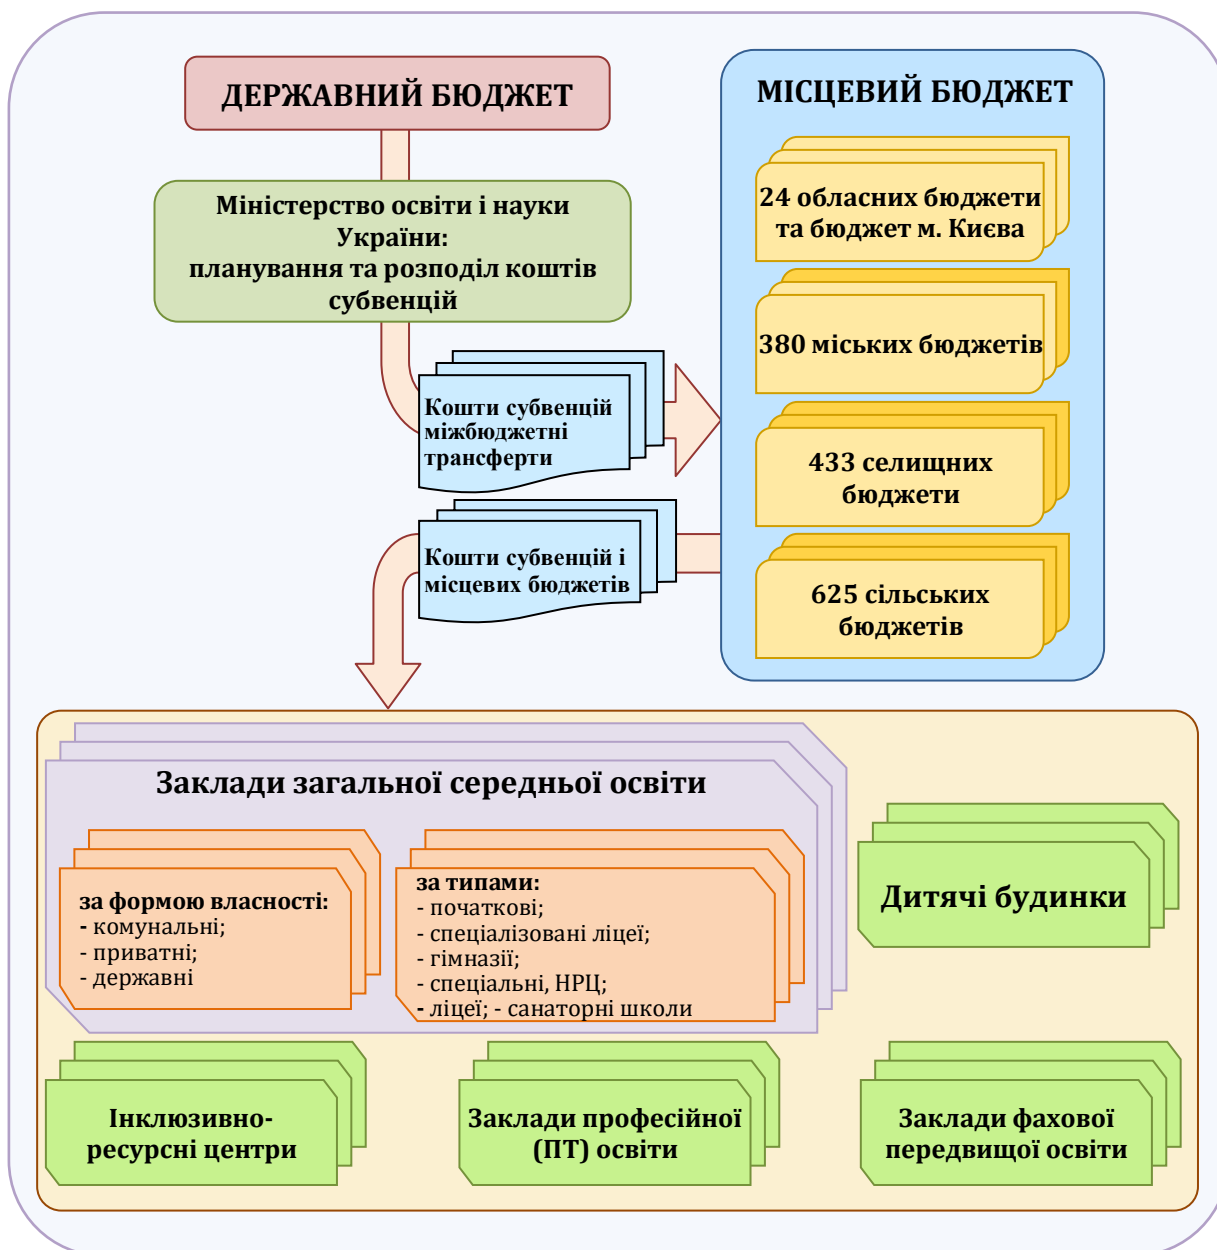 ДЕРЖАВНИЙ БЮДЖЕТ
Міністерство освіти і науки
України:
планування та розподіл коштів
субвенцій
МІСЦЕВИЙ БЮДЖЕТ
24 обласних бюджети
та бюджет м. Києва
380 міських бюджетів
433 селищних
бюджети
625 сільських
бюджетів
Кошти субвенцій
міжбюджетні
трансферти
Кошти субвенцій і
місцевих бюджетів
Заклади загальної середньої освіти
за формою власності:
- комунальні;
- приватні;
- державні
за типами:
- початкові;
- спеціалізовані ліцеї;
- гімназії;
- спеціальні, НРЦ;
- ліцеї; - санаторні школи
Дитячі будинки
Інклюзивно-
ресурсні центри
Заклади професійної
(ПТ) освіти
Заклади фахової
передвищої освіти